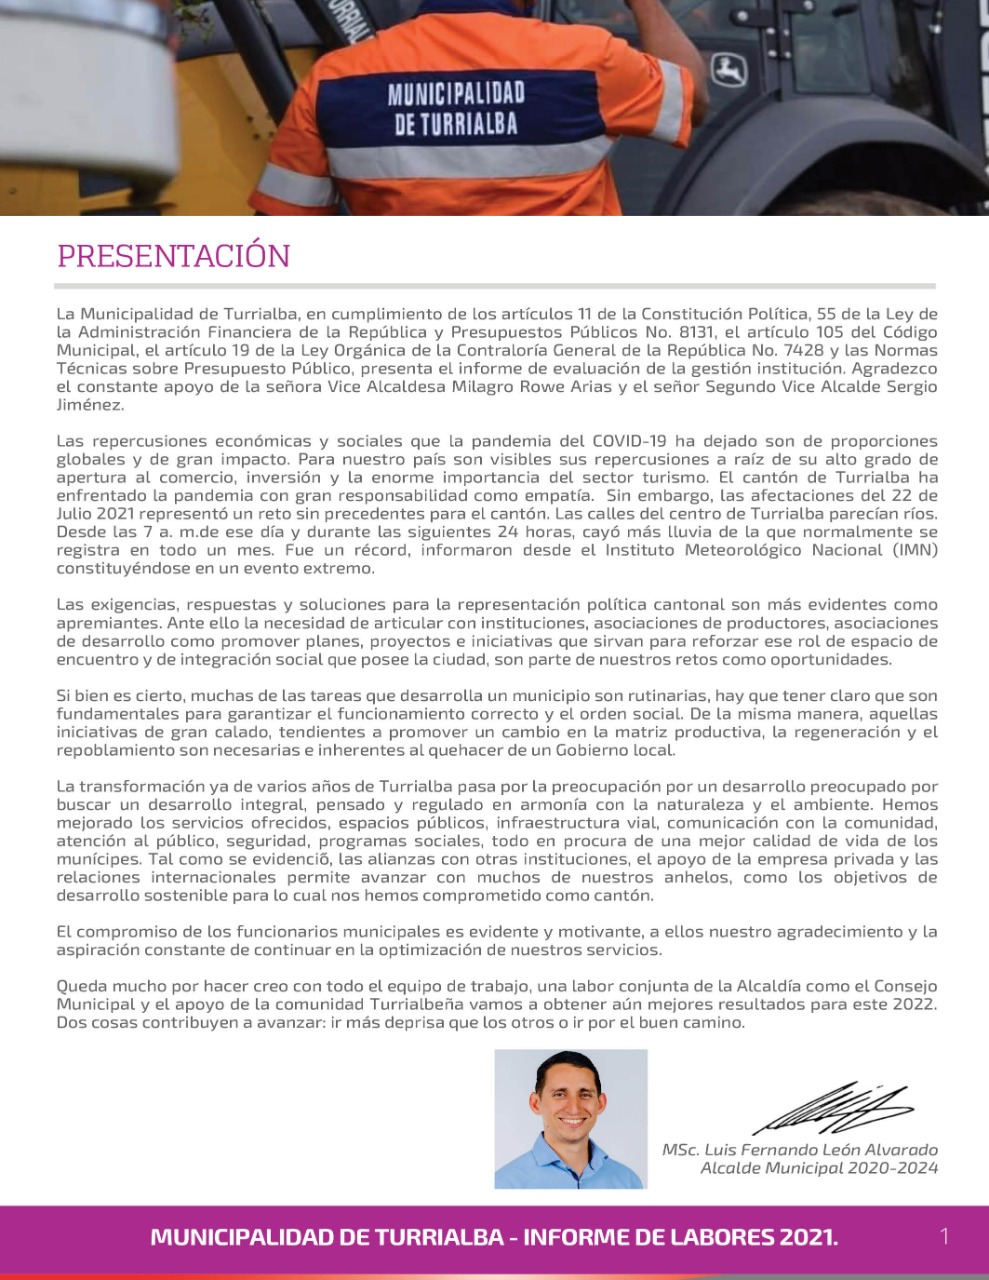 TURRIAL
MUNICIPALIDAD
DE TURRIALBA
PRESENTACIÓN
La Municipalidad de Turrialba, en cumplimiento de los artículos 11 de la Constitución Política, 55 de la Ley de
la Administración Financiera de la República y Presupuestos Públicos No. 8131, el artículo 105 del Código
Municipal, el artículo 19 de la Ley Orgánica de la Contraloría General de la República No. 7428 y las Normas
Técnicas sobre Presupuesto Público, presenta el informe de evaluación de la gestión institución. Agradezco
el constante apoyo de la señora Vice Alcaldesa Milagro Rowe Arias y el señor Segundo Vice Alcalde Sergio
Jiménez.
Las repercusiones económicas y sociales que la pandemia del COVID-19 ha dejado son de proporciones
globales y de gran impacto. Para nuestro país son visibles sus repercusiones a raíz de su alto grado de
apertura al comercio, inversión y la enorme importancia del sector turismo. El cantón de Turrialba ha
enfrentado la pandemia con gran responsabilidad como empatía.  Sin embargo, las afectaciones del 22 de
Julio 2021 representó un reto sin precedentes para el cantón. Las calles del centro de Turrialba parecían ríos.
Desde las 7 a. m.de ese día y durante las siguientes 24 horas, cayó más lluvia de la que normalmente se
registra en todo un mes. Fue un récord, informaron desde el Instituto Meteorológico Nacional (IMN)
constituyéndose en un evento extremo.
Las exigencias, respuestas y soluciones para la representación política cantonal son más evidentes como
apremiantes. Ante ello la necesidad de articular con instituciones, asociaciones de productores, asociaciones
de desarrollo como promover planes, proyectos e iniciativas que sirvan para reforzar ese rol de espacio de
encuentro y de integración social que posee la ciudad, son parte de nuestros retos como oportunidades.
Si bien es cierto, muchas de las tareas que desarrolla un municipio son rutinarias, hay que tener claro que son
fundamentales para garantizar el funcionamiento correcto y el orden social. De la misma manera, aquellas
iniciativas de gran calado, tendientes a promover un cambio en la matriz productiva, la regeneración y el
repoblamiento son necesarias e inherentes al quehacer de un Gobierno local.
La transformación ya de varios años de Turrialba pasa por la preocupación por un desarrollo preocupado por
buscar un desarrollo integral, pensado y regulado en armonía con la naturaleza y el ambiente. Hemos
mejorado los servicios ofrecidos, espacios públicos, infraestructura vial, comunicación con la comunidad,
atención al público, seguridad, programas sociales, todo en procura de una mejor calidad de vida de los
munícipes. Tal como se evidenció, las alianzas con otras instituciones, el apoyo de la empresa privada y las
relaciones internacionales permite avanzar con muchos de nuestros anhelos, como los objetivos de
desarrollo sostenible para lo cual nos hemos comprometido como cantón.
El compromiso de los funcionarios municipales es evidente y motivante, a ellos nuestro agradecimiento y la
aspiración constante de continuar en la optimización de nuestros servicios.
Queda mucho por hacer creo con todo el equipo de trabajo, una labor conjunta de la Alcaldía como el Consejo
Municipal y el apoyo de la comunidad Turrialbeña vamos a obtener aún mejores resultados para este 2022.
Dos cosas contribuyen a avanzar: ir más deprisa que los otros o ir por el buen camino.
MSc. Luis Fernando León Alvarado
Alcalde Municipal 2020-2024
MUNICIPALIDAD DE TURRIALBA - INFORME DE LABORES 2021.
1